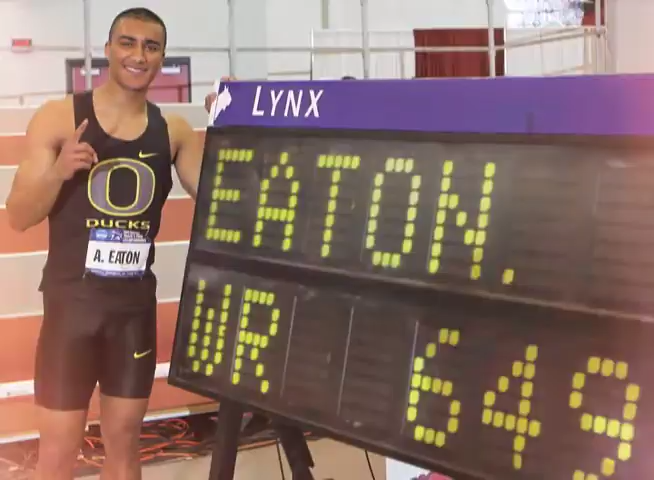 LYNX
EATON.
WR 649
O
DUCKS
A. EATON